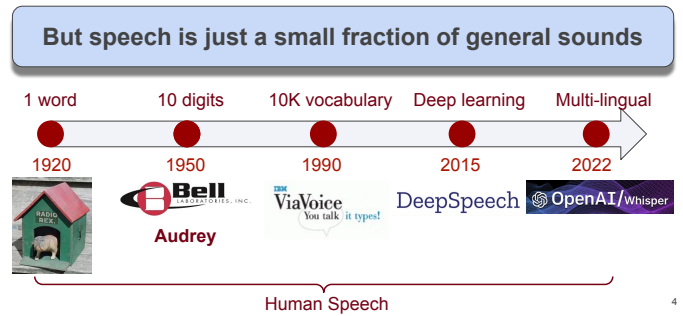 But speech is just a small fraction of general sounds
1 word 10 digits 10K vocabulary Deep learning Multi-lingual
1920 1950 1990 2015 2022
RADIO
REX.
Bell
LABORATORIES, INC.
Audrey
IBM
ViaVoice
You talk it types!
DeepSpeech
OpenAI/Whisper
Human Speech
4